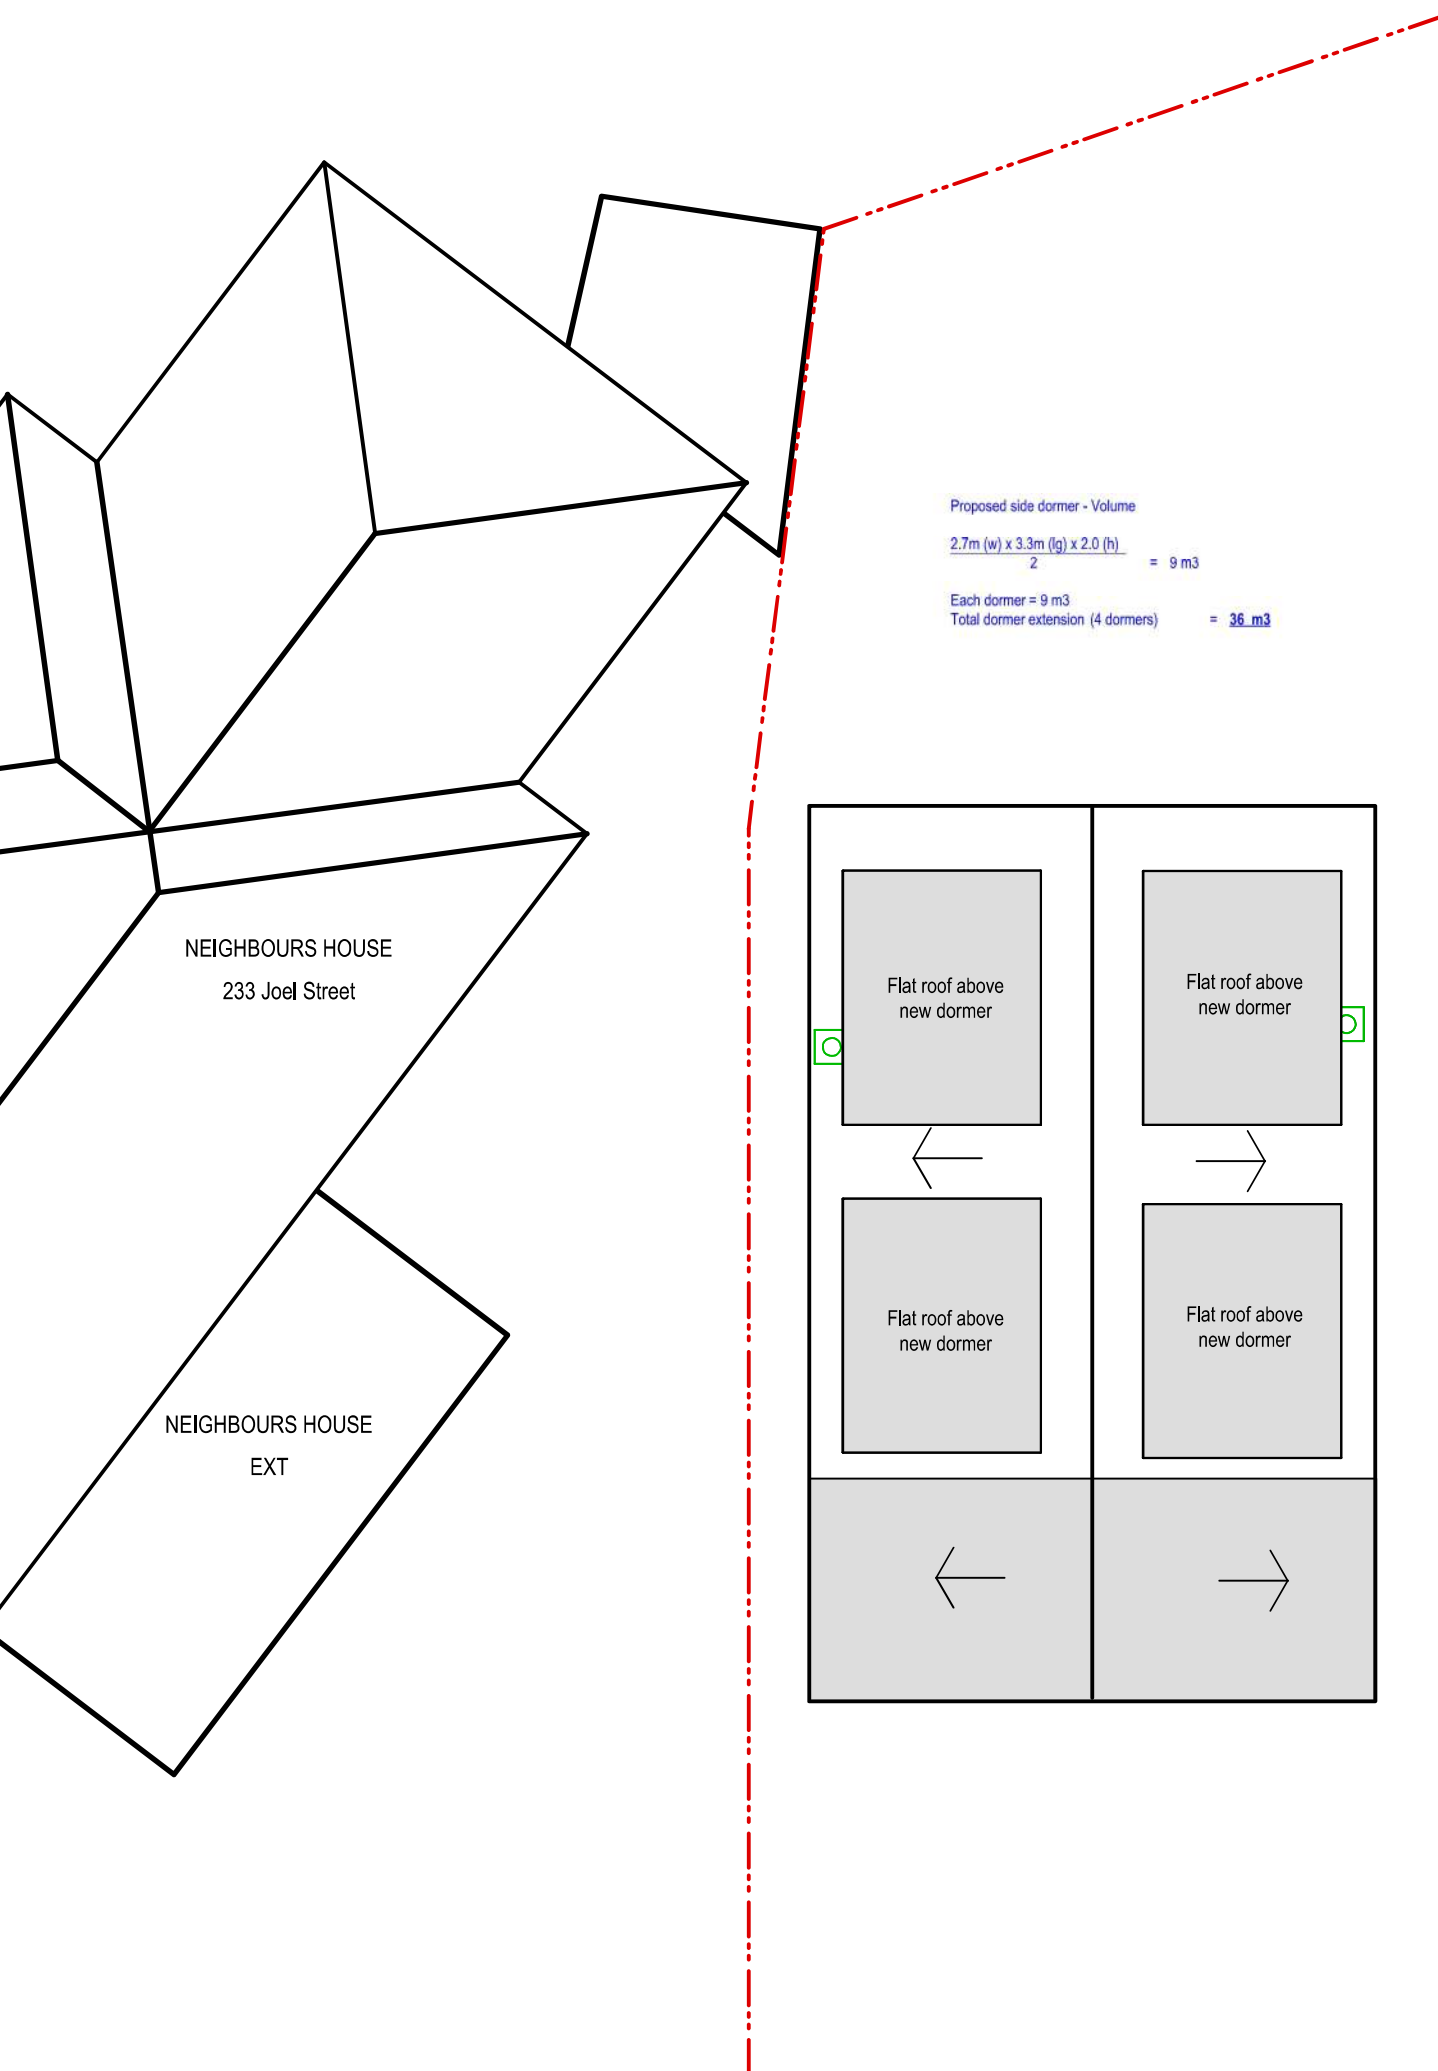 Proposed side dormer - Volume
2.7m (w) x 3.3m (lg) x 2.0 (h)
2 = 9 m3
Each dormer = 9 m3
Total dormer extension (4 dormers) = 36 m3
NEIGHBOURS HOUSE
233 Joel Street
Flat roof above
new dormer
Flat roof above
new dormer
Flat roof above
new dormer
Flat roof above
new dormer
NEIGHBOURS HOUSE
EXT